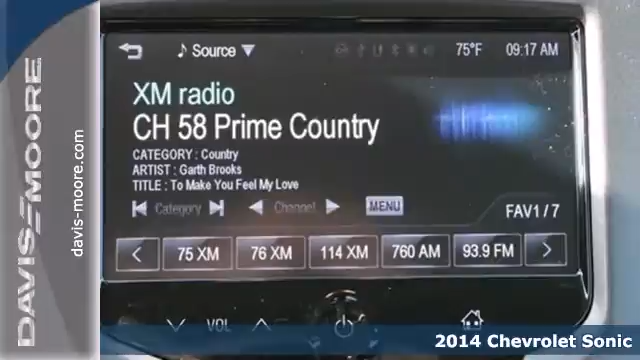 DAVIS-MOORE
davis-moore.com
Source
75°F
09:17 AM
XM radio
CH 58 Prime Country
CATEGORY : Country
ARTIST : Garth Brooks
TITLE : To Make You Feel My Love
Category
Channel
MENU
FAV1 / 7
75 XM
76 XM
114 XM
760 AM
93.9 FM
VOL
2014 Chevrolet Sonic